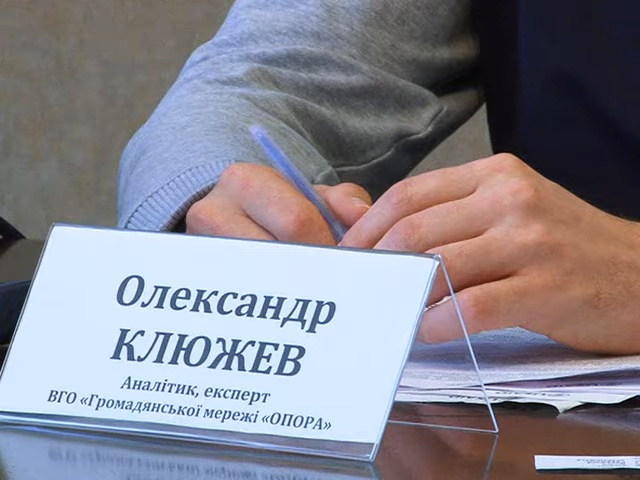 Олександр
КЛЮЖЕВ
Аналітик, експерт
ВГО «Громадянської мережі «ОПОРА»